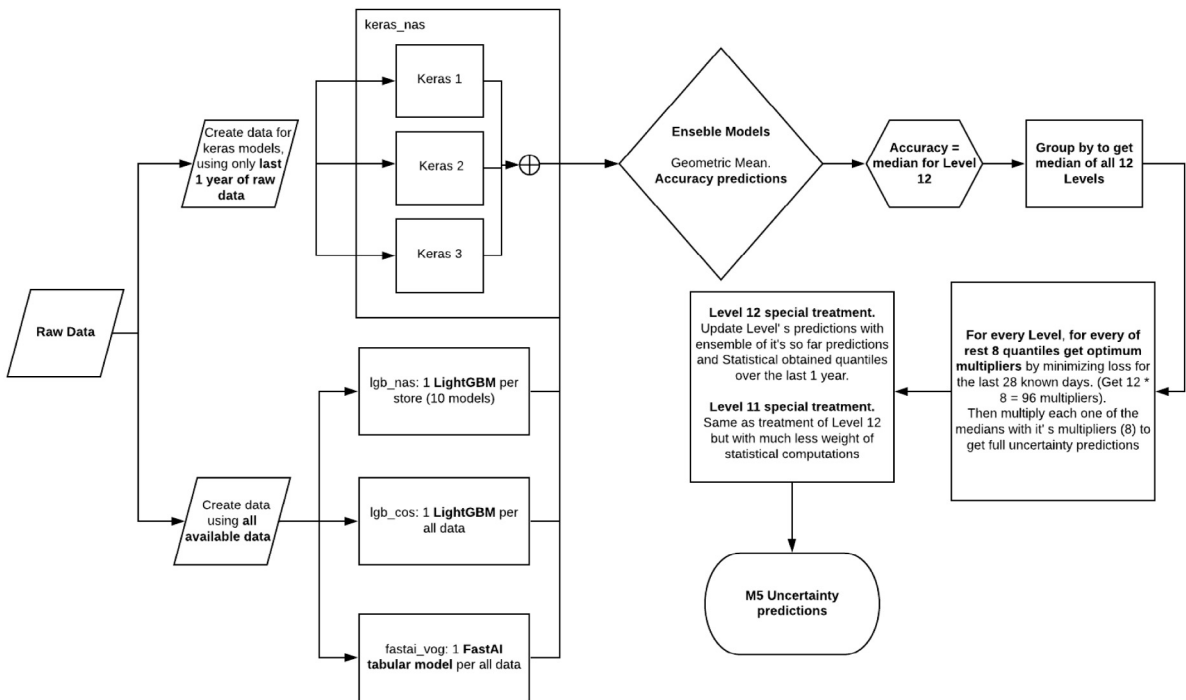 keras_nas
Keras 1
Keras 2
Keras 3
Create data for
keras models,
using only last
1 year of raw
data
Raw Data
Create data
using all
available data
lgb_nas: 1 LightGBM per
store (10 models)
lgb_cos: 1 LightGBM per
all data
fastai_vog: 1 FastAI
tabular model per all data
Enseble Models
Geometric Mean.
Accuracy predictions
Accuracy =
median for Level
12
Group by to get
median of all 12
Levels
For every Level, for every of
rest 8 quantiles get optimum
multipliers by minimizing loss for
the last 28 known days. (Get 12 *
8 = 96 multipliers).
Then multiply each one of the
medians with it' s multipliers (8) to
get full uncertainty predictions
Level 12 special treatment.
Update Level' s predictions with
ensemble of it's so far predictions
and Statistical obtained quantiles
over the last 1 year.
Level 11 special treatment.
Same as treatment of Level 12
but with much less weight of
statistical computations
M5 Uncertainty
predictions